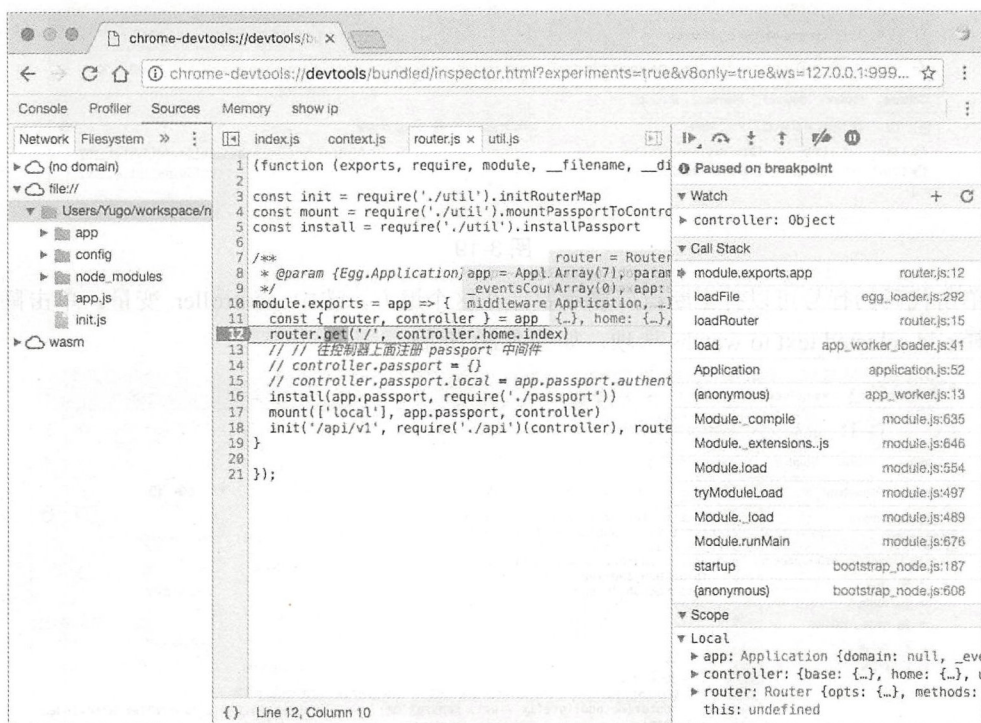 chrome-devtools://devtools/bu
chrome-devtools://devtools/bundled/inspector.html?experiments=true&v8only=true&ws=127.0.0.1:999...
Console Profiler Sources Memory show ip
Network Filesystem »
index.js context.js router.js × util.js
(no domain)
file://
Users/Yugo/workspace/n
app
config
node_modules
app.js
init.js
wasm
1 (function (exports, require, module, __filename, __di
2
3 const init = require('./util').initRouterMap
4 const mount = require('./util').mountPassportToContro
5 const install = require('./util').installPassport
6
7 /** router = Router
8 * @param {Egg.Application} app = Appl Array(7), param
9 */ _eventsCou Array(0), app:
10 module.exports = app => { middleware Application, …}
11 const { router, controller } = app {…}, home: {…},
12 router.get('/', controller.home.index)
13 // // 往控制器上面注册 passport 中间件
14 // controller.passport = {}
15 // controller.passport.local = app.passport.authent
16 install(app.passport, require('./passport'))
17 mount(['local'], app.passport, controller)
18 init('/api/v1', require('./api')(controller), route
19 }
20
21 });
{} Line 12, Column 10
Paused on breakpoint
Watch
controller: Object
Call Stack
module.exports.app router.js:12
loadFile egg_loader.js:292
loadRouter router.js:15
load app_worker_loader.js:41
Application application.js:52
(anonymous) app_worker.js:13
Module._compile module.js:635
Module._extensions..js module.js:646
Module.load module.js:554
tryModuleLoad module.js:497
Module._load module.js:489
Module.runMain module.js:676
startup bootstrap_node.js:187
(anonymous) bootstrap_node.js:608
Scope
Local
app: Application {domain: null, _eve
controller: {base: {…}, home: {…}, u
router: Router {opts: {…}, methods:
this: undefined